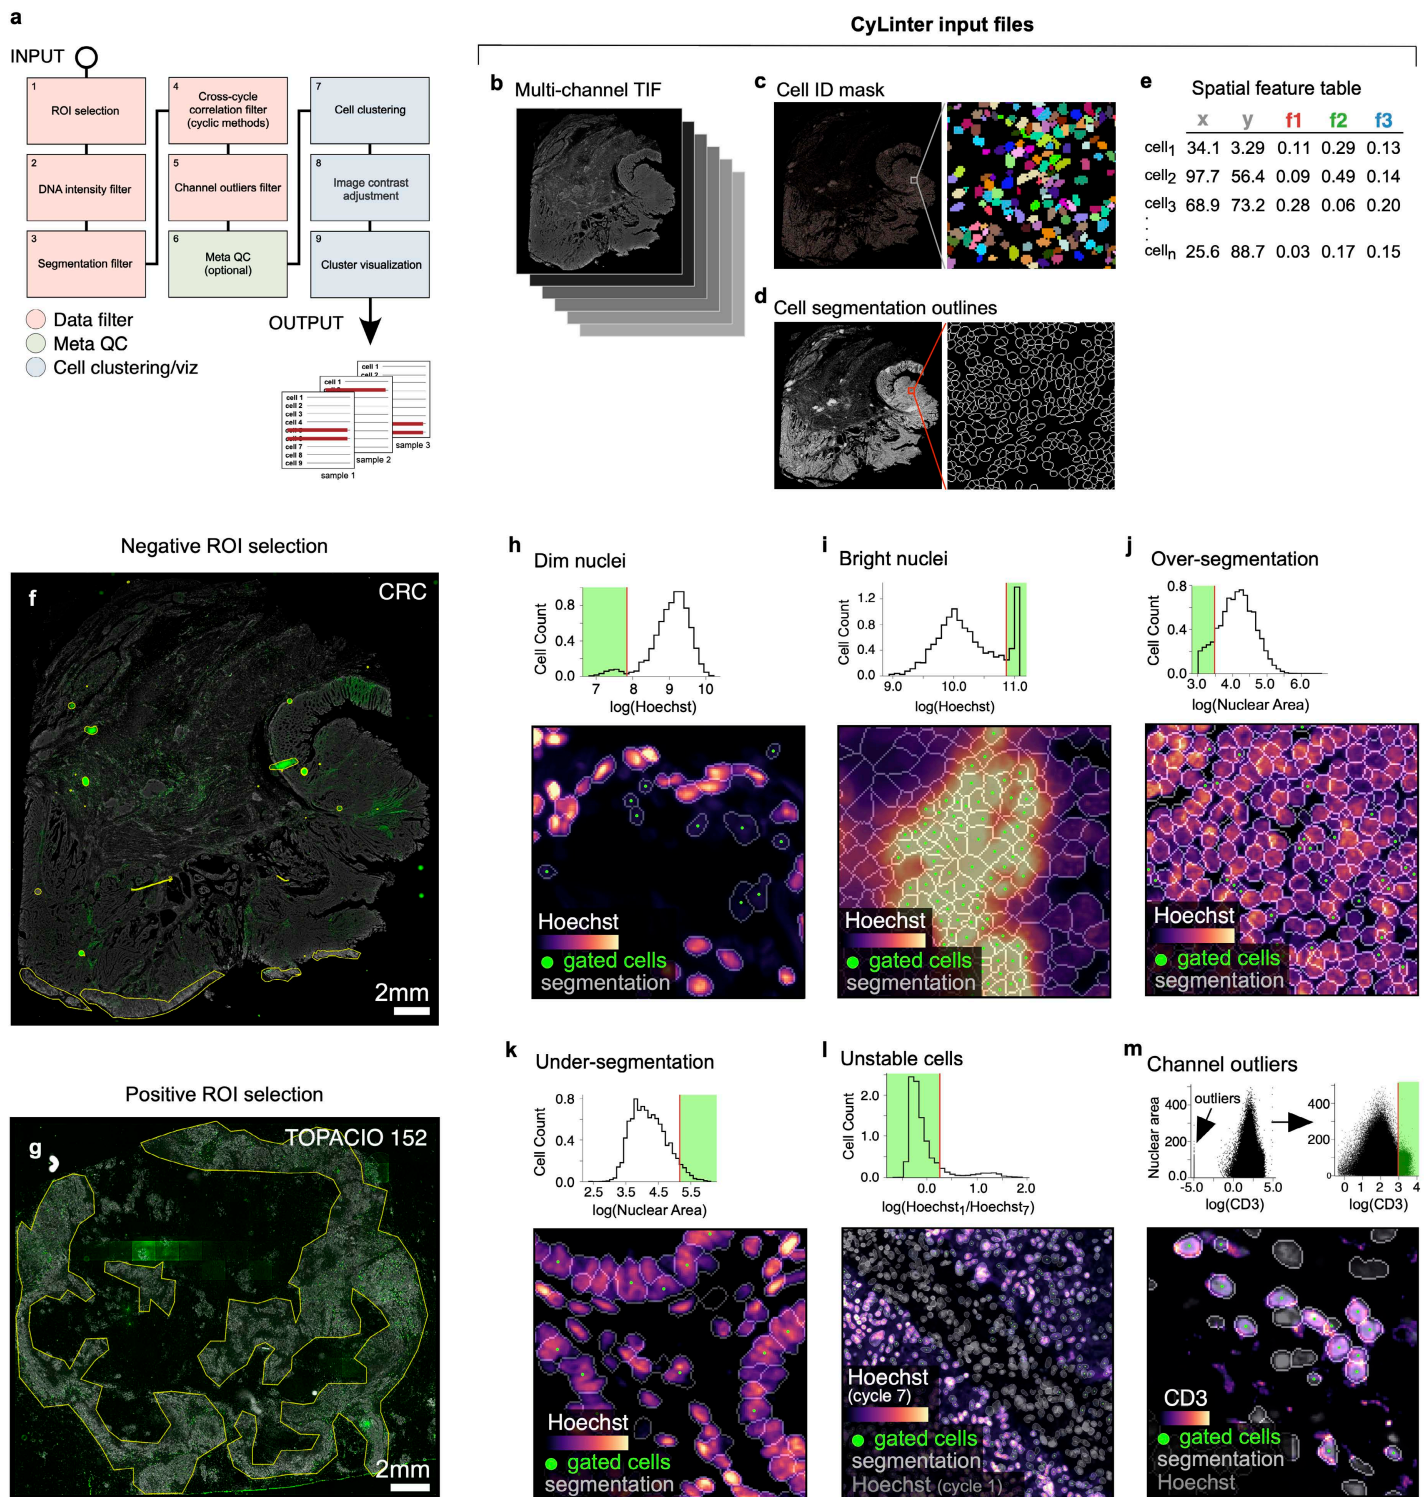 a
INPUT
1
ROI selection
2
DNA intensity filter
3
Segmentation filter
4
Cross-cycle
correlation filter
(cyclic methods)
5
Channel outliers filter
6
Meta QC
(optional)
7
Cell clustering
8
Image contrast
adjustment
9
Cluster visualization
Data filter
Meta QC
Cell clustering/viz
OUTPUT
cell 1
cell 2
sample 3
cell 1
sample 2
cell 1
cell 2
cell 3
cell 4
cell 7
cell 8
cell 9
sample 1
CyLinter input files
b Multi-channel TIF
c Cell ID mask
d Cell segmentation outlines
e Spatial feature table
x y f1 f2 f3
cell1 34.1 3.29 0.11 0.29 0.13
cell2 97.7 56.4 0.09 0.49 0.14
cell3 68.9 73.2 0.28 0.06 0.20
celln 25.6 88.7 0.03 0.17 0.15
Negative ROI selection
f CRC
2mm
Positive ROI selection
g TOPACIO 152
2mm
h Dim nuclei
Cell Count
0.8
0.4
0.0
7 8 9 10
log(Hoechst)
Hoechst
gated cells
segmentation
i Bright nuclei
Cell Count
1.2
0.8
0.4
0.0
9.0 10.0 11.0
log(Hoechst)
Hoechst
gated cells
segmentation
j Over-segmentation
Cell Count
0.8
0.4
0.0
3.0 4.0 5.0 6.0
log(Nuclear Area)
Hoechst
gated cells
segmentation
k Under-segmentation
Cell Count
0.8
0.4
0.0
2.5 3.5 4.5 5.5
log(Nuclear Area)
Hoechst
gated cells
segmentation
l Unstable cells
Cell Count
2.0
1.0
0.0
0.0 1.0 2.0
log(Hoechst1/Hoechst7)
Hoechst
(cycle 7)
gated cells
segmentation
Hoechst (cycle 1)
m Channel outliers
Nuclear area
400
200
0
outliers
-5.0 0.0 5.0
log(CD3)
400
200
0
0 1 2 3 4
log(CD3)
CD3
gated cells
segmentation
Hoechst